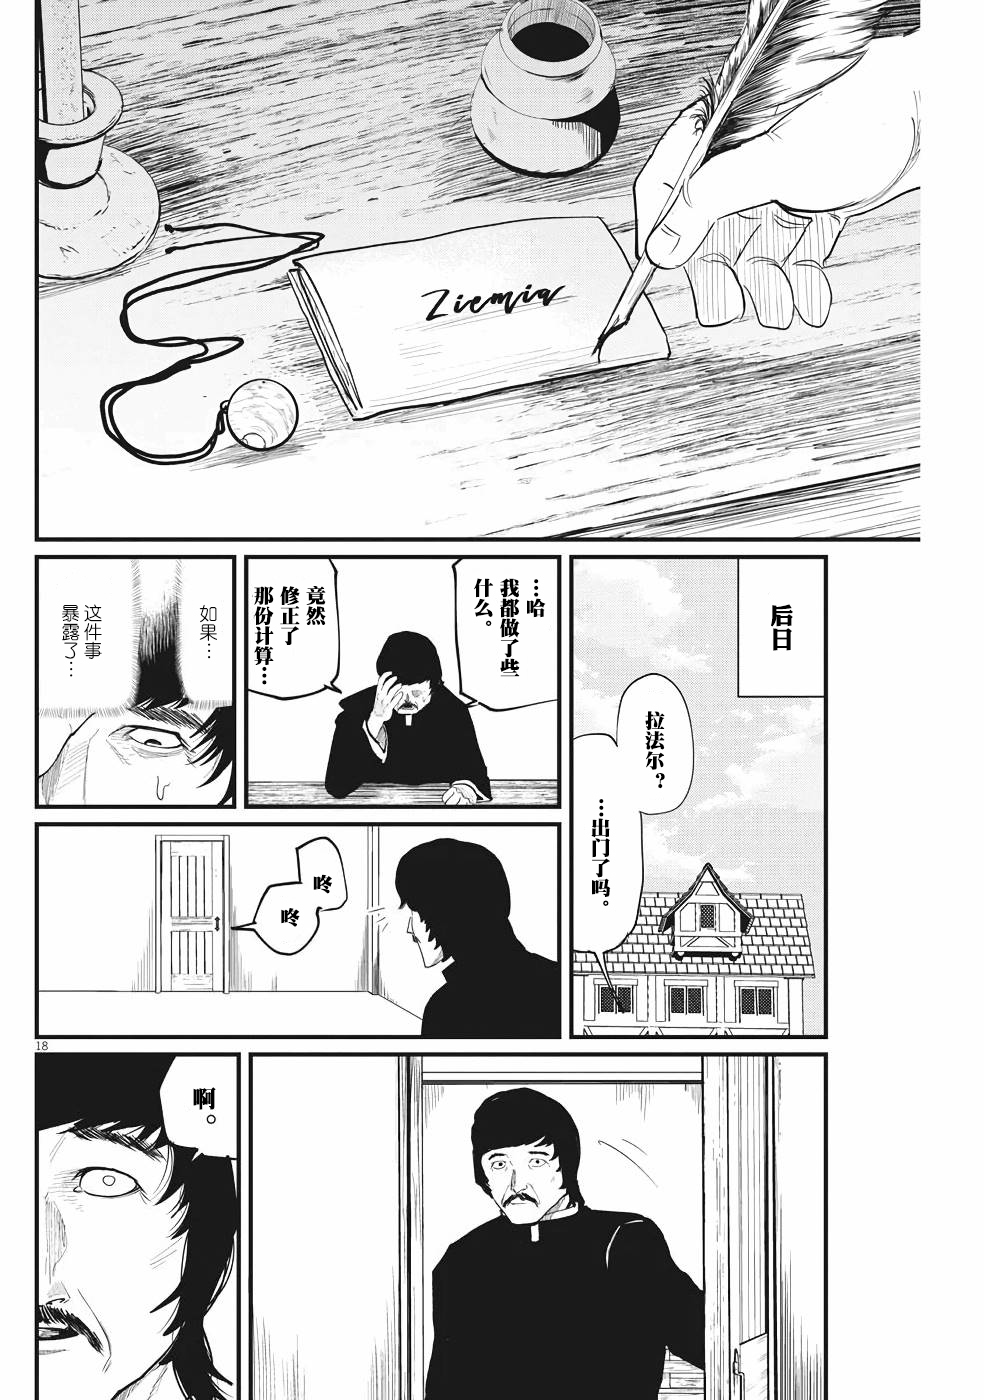 Ziemia
后日
拉法尔？
…出门了吗。
…哈
我都做了些
什么。
竟然
修正了
那份计算…
如果…
这件事
暴露了…
咚
咚
18
啊。